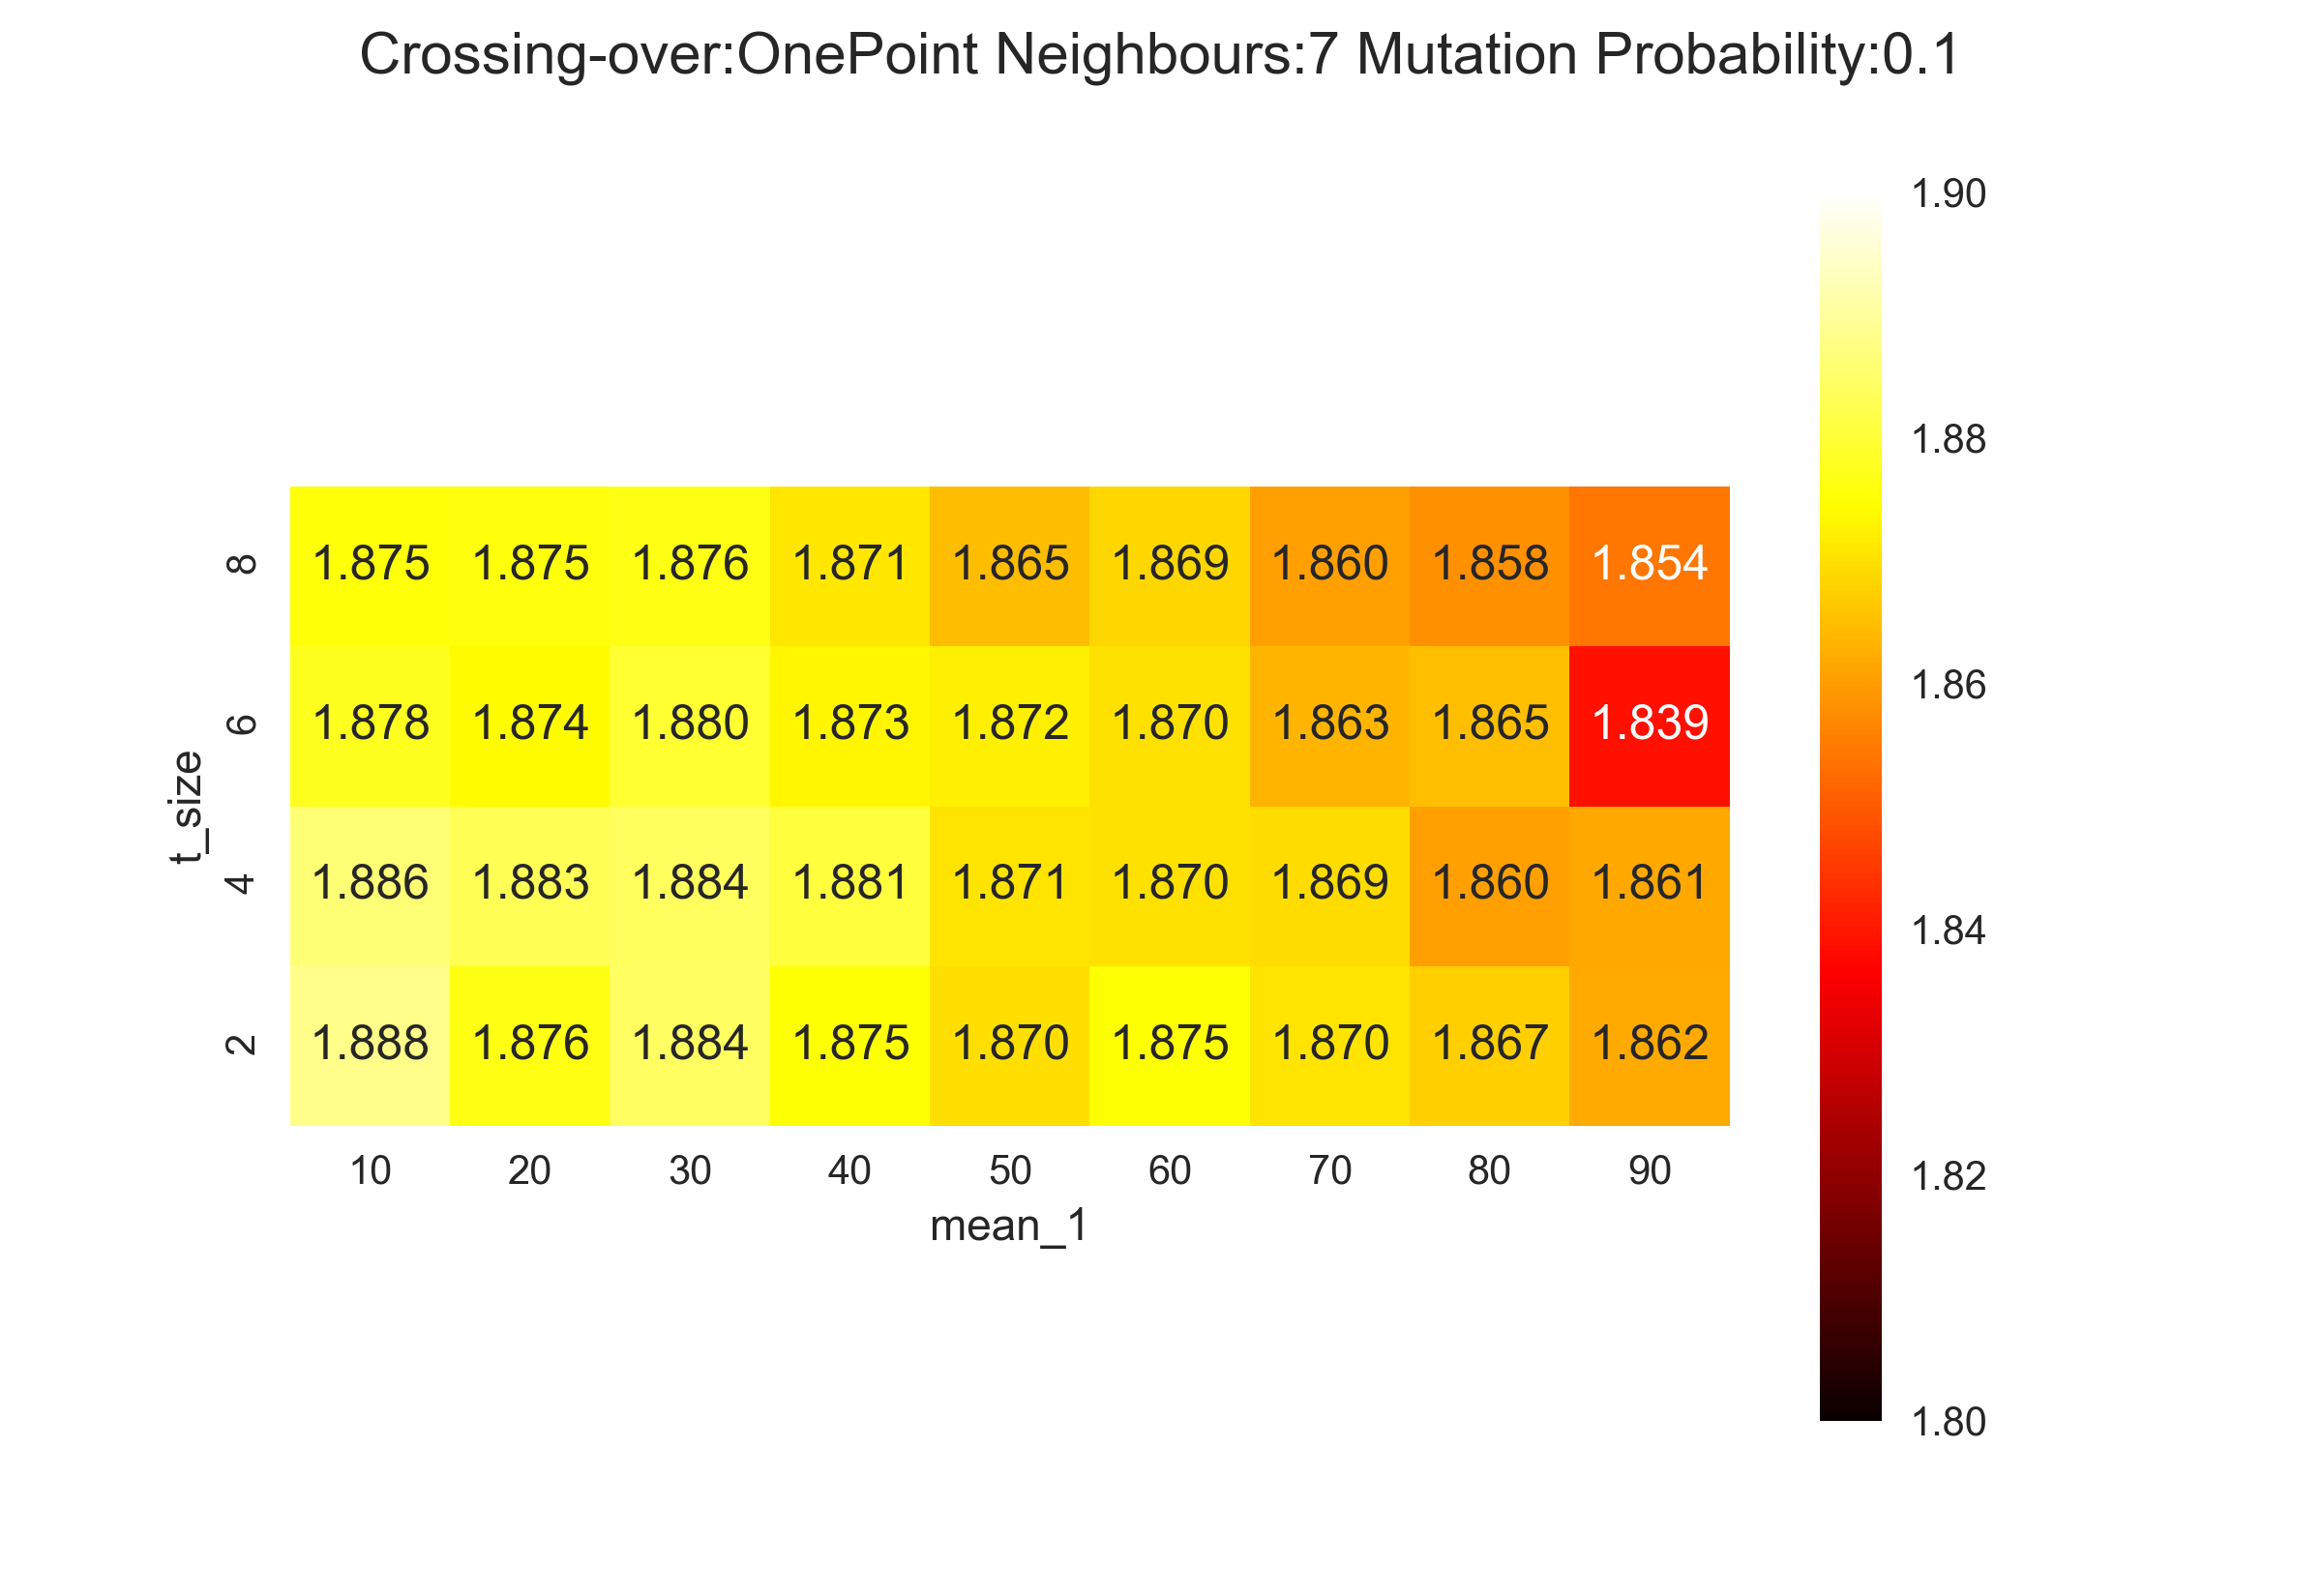 Crossing-over:OnePoint Neighbours:7 Mutation Probability:0.1
8 1.875 1.875 1.876 1.871 1.865 1.869 1.860 1.858 1.854
6 1.878 1.874 1.880 1.873 1.872 1.870 1.863 1.865 1.839
4 1.886 1.883 1.884 1.881 1.871 1.870 1.869 1.860 1.861
2 1.888 1.876 1.884 1.875 1.870 1.875 1.870 1.867 1.862
t_size
10 20 30 40 50 60 70 80 90
mean_1
1.90
1.88
1.86
1.84
1.82
1.80